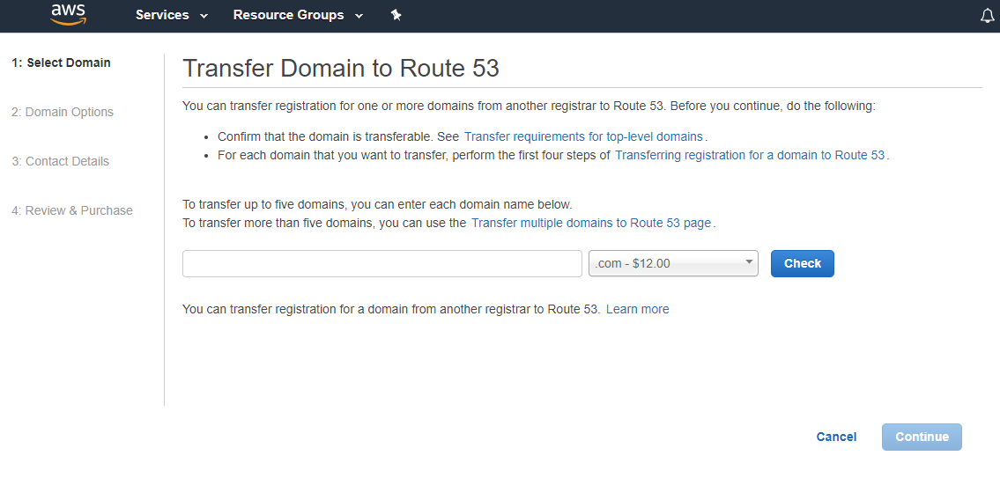 aws Services Resource Groups
1: Select Domain
2: Domain Options
3: Contact Details
4: Review & Purchase
Transfer Domain to Route 53
You can transfer registration for one or more domains from another registrar to Route 53. Before you continue, do the following:
• Confirm that the domain is transferable. See Transfer requirements for top-level domains.
• For each domain that you want to transfer, perform the first four steps of Transferring registration for a domain to Route 53.
To transfer up to five domains, you can enter each domain name below.
To transfer more than five domains, you can use the Transfer multiple domains to Route 53 page.
.com - $12.00 Check
You can transfer registration for a domain from another registrar to Route 53. Learn more
Cancel Continue